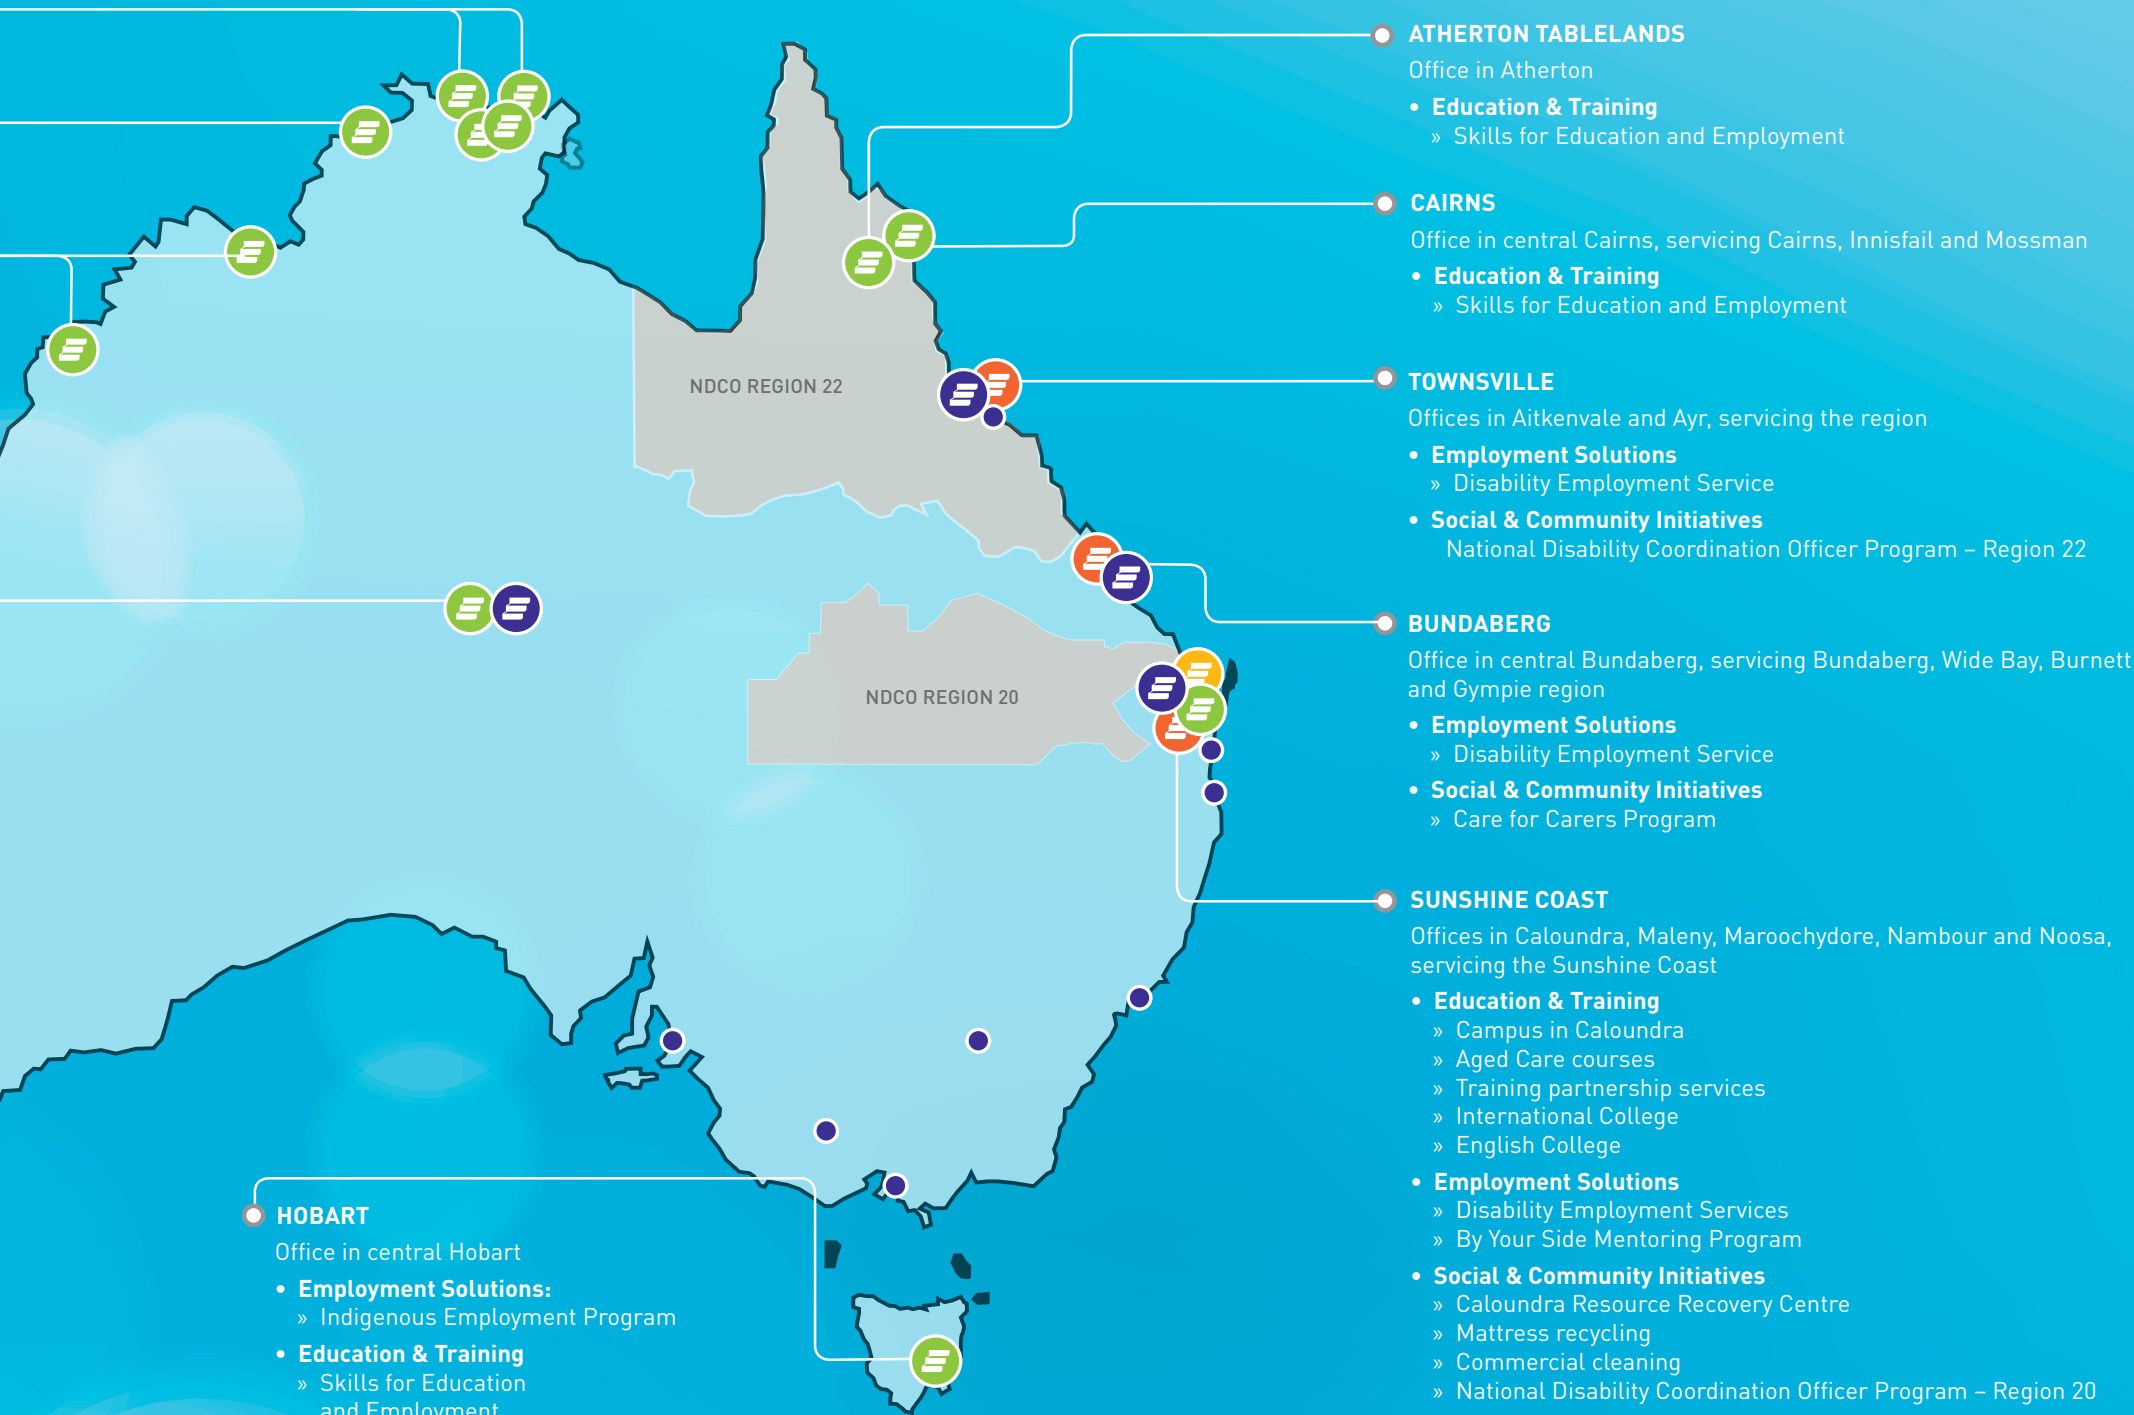 ATHERTON TABLELANDS
Office in Atherton
• Education & Training
» Skills for Education and Employment
CAIRNS
Office in central Cairns, servicing Cairns, Innisfail and Mossman
• Education & Training
» Skills for Education and Employment
TOWNSVILLE
Offices in Aitkenvale and Ayr, servicing the region
• Employment Solutions
» Disability Employment Service
• Social & Community Initiatives
National Disability Coordination Officer Program – Region 22
BUNDABERG
Office in central Bundaberg, servicing Bundaberg, Wide Bay, Burnett
and Gympie region
• Employment Solutions
» Disability Employment Service
• Social & Community Initiatives
» Care for Carers Program
SUNSHINE COAST
Offices in Caloundra, Maleny, Maroochydore, Nambour and Noosa,
servicing the Sunshine Coast
• Education & Training
» Campus in Caloundra
» Aged Care courses
» Training partnership services
» International College
» English College
• Employment Solutions
» Disability Employment Services
» By Your Side Mentoring Program
• Social & Community Initiatives
» Caloundra Resource Recovery Centre
» Mattress recycling
» Commercial cleaning
» National Disability Coordination Officer Program – Region 20
NDCO REGION 22
NDCO REGION 20
HOBART
Office in central Hobart
• Employment Solutions:
» Indigenous Employment Program
• Education & Training
» Skills for Education
and Employment